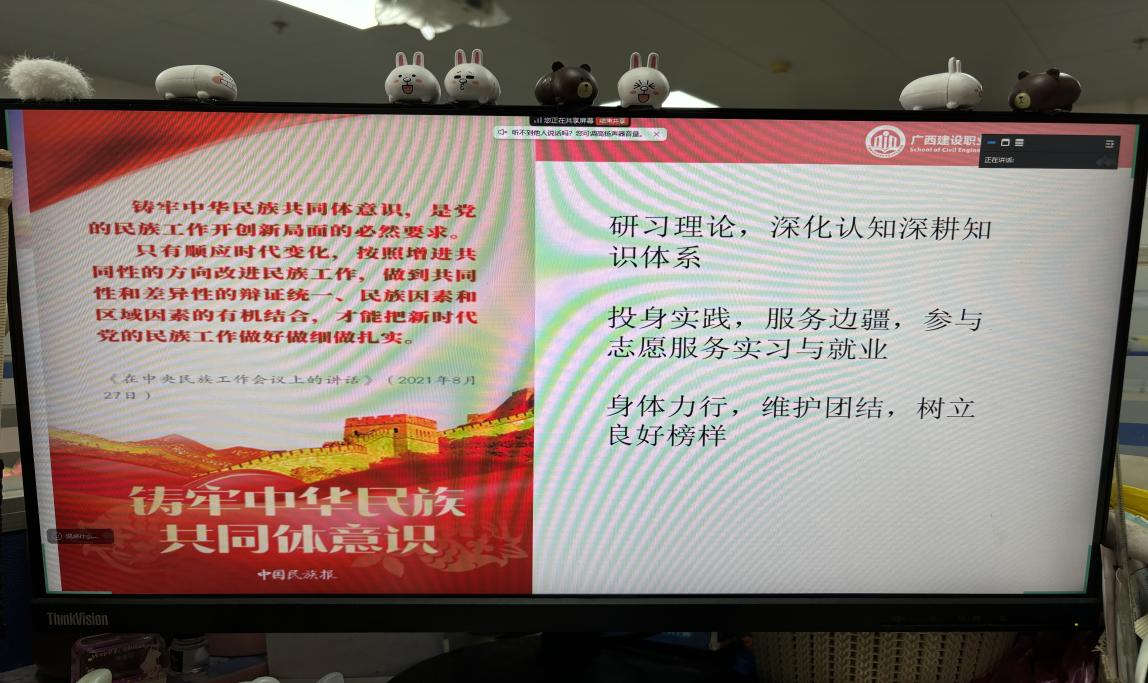 您正在共享屏幕 结束共享
听不到他人说话吗？您可调高扬声器音量。
广西建设职业
School of Civil Engine
正在讲话:
铸牢中华民族共同体意识，是党
的民族工作开创新局面的必然要求。
只有顺应时代变化，按照增进共
同性的方向改进民族工作，做到共同
性和差异性的辩证统一、民族因素和
区域因素的有机结合，才能把新时代
党的民族工作做好做细做扎实。
《在中央民族工作会议上的讲话》（2021年8月
27日）
铸牢中华民族
共同体意识
中国民族报
说点什么...
研习理论，深化认知深耕知
识体系
投身实践，服务边疆，参与
志愿服务实习与就业
身体力行，维护团结，树立
良好榜样
ThinkVision